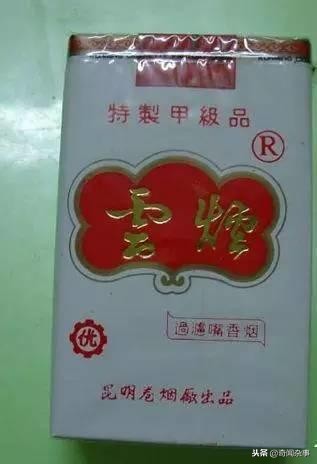 特製甲級品
®
雲煙
過濾嘴香烟
优
昆明卷烟廠出品
头条@奇闻杂事